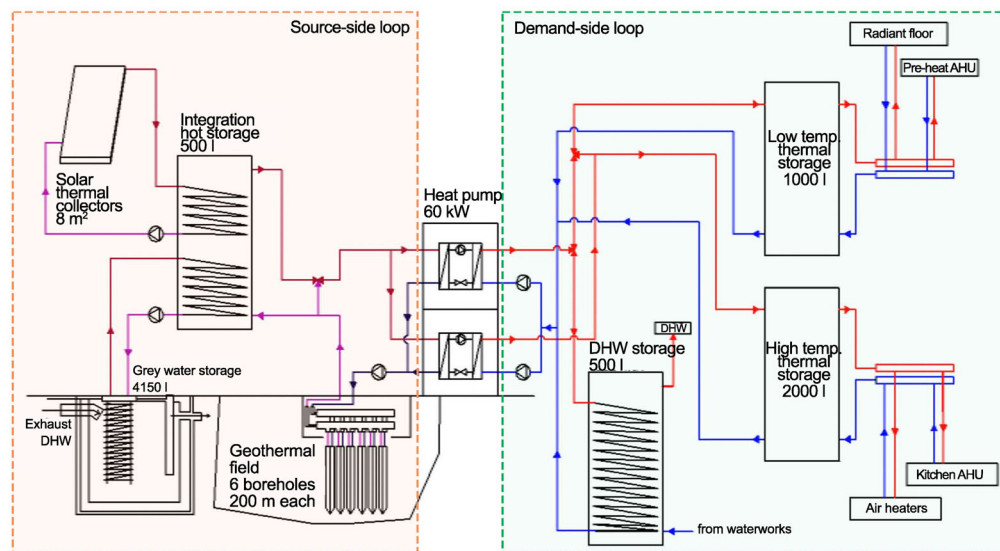 Source-side loop
Demand-side loop
Integration
hot storage
500 l
Solar
thermal
collectors
8 m²
Heat pump
60 kW
Grey water storage
4150 l
Exhaust
DHW
Geothermal
field
6 boreholes
200 m each
Radiant floor
Pre-heat AHU
Low temp.
thermal
storage
1000 l
DHW
DHW storage
500 l
High temp.
thermal
storage
2000 l
Kitchen AHU
Air heaters
from waterworks